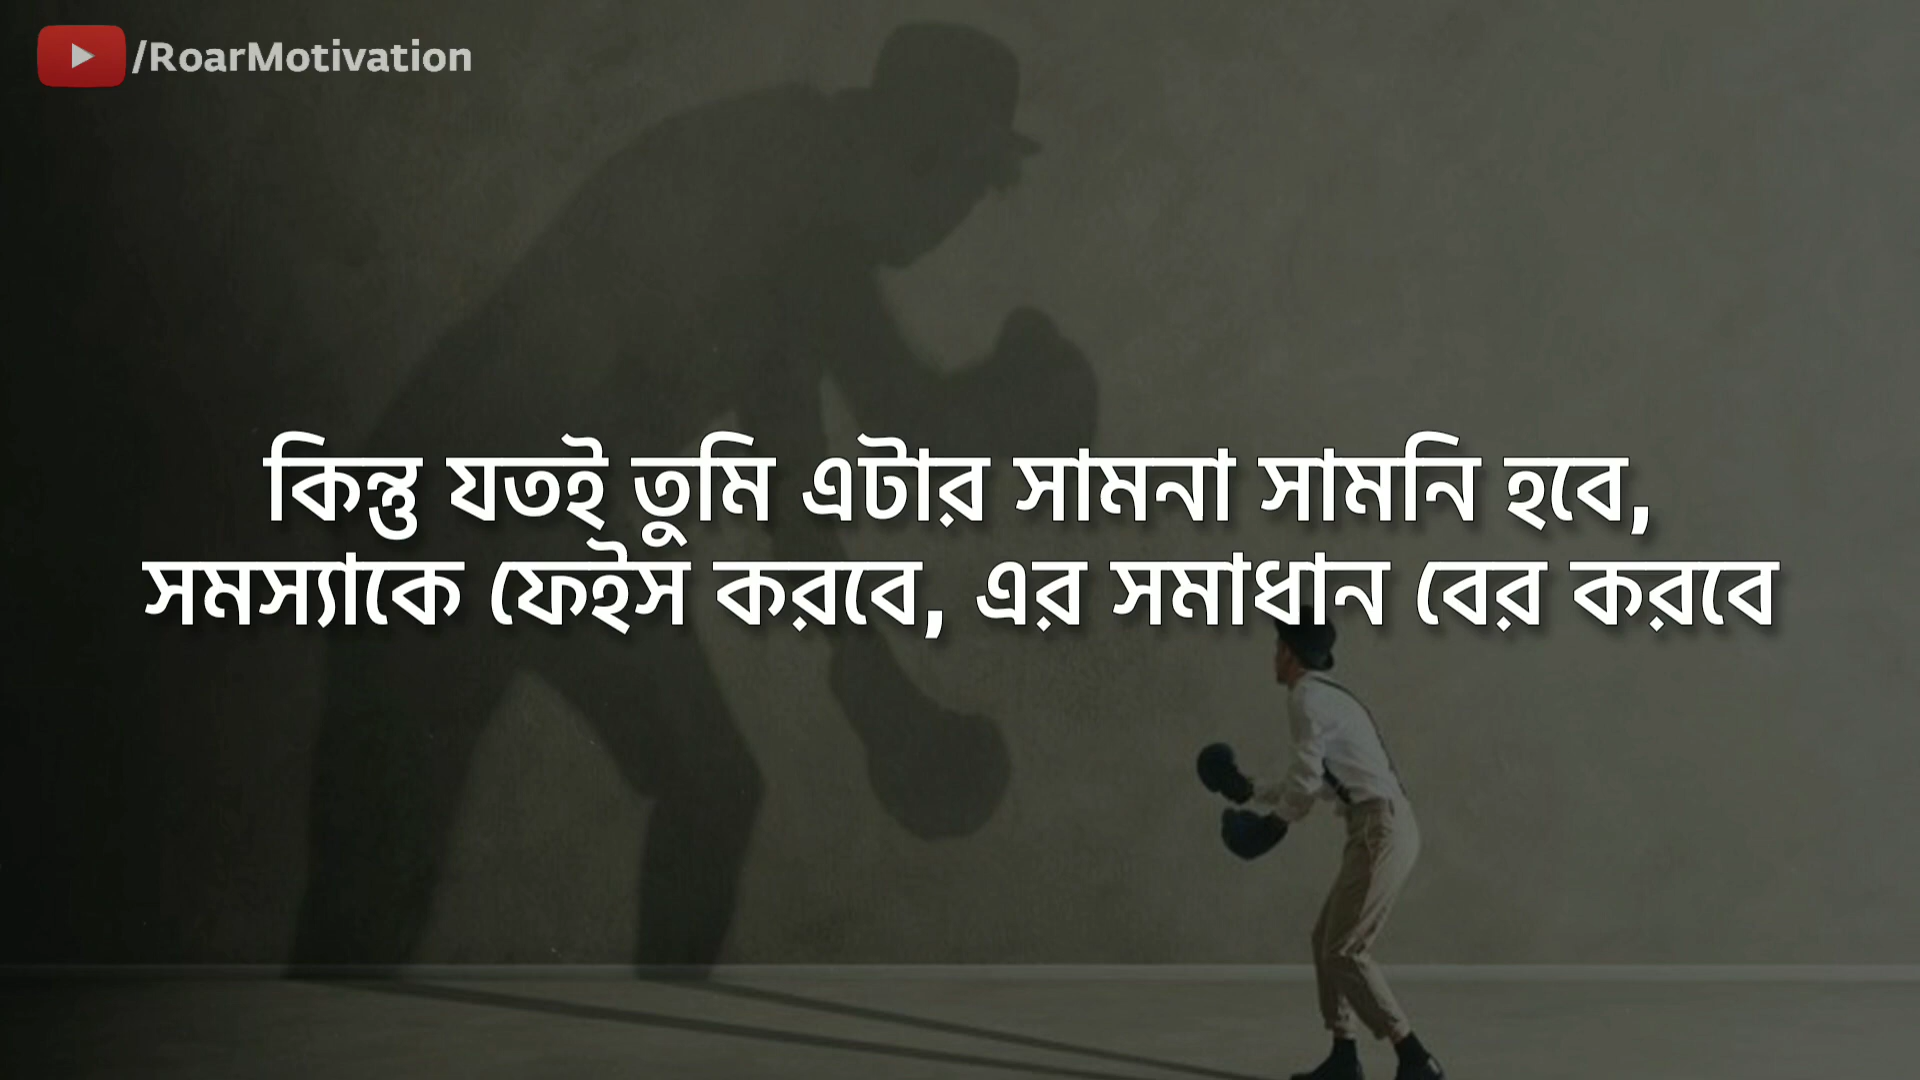 /RoarMotivation
কিন্তু যতই তুমি এটার সামনা সামনি হবে,
সমস্যাকে ফেইস করবে, এর সমাধান বের করবে